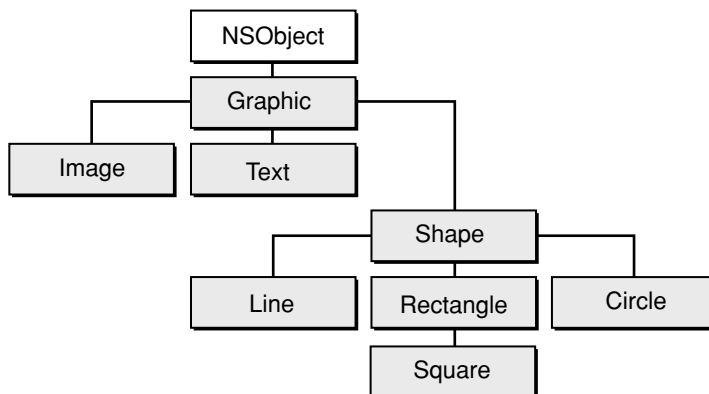 NSObject
Graphic
Image
Text
Shape
Line
Rectangle
Circle
Square